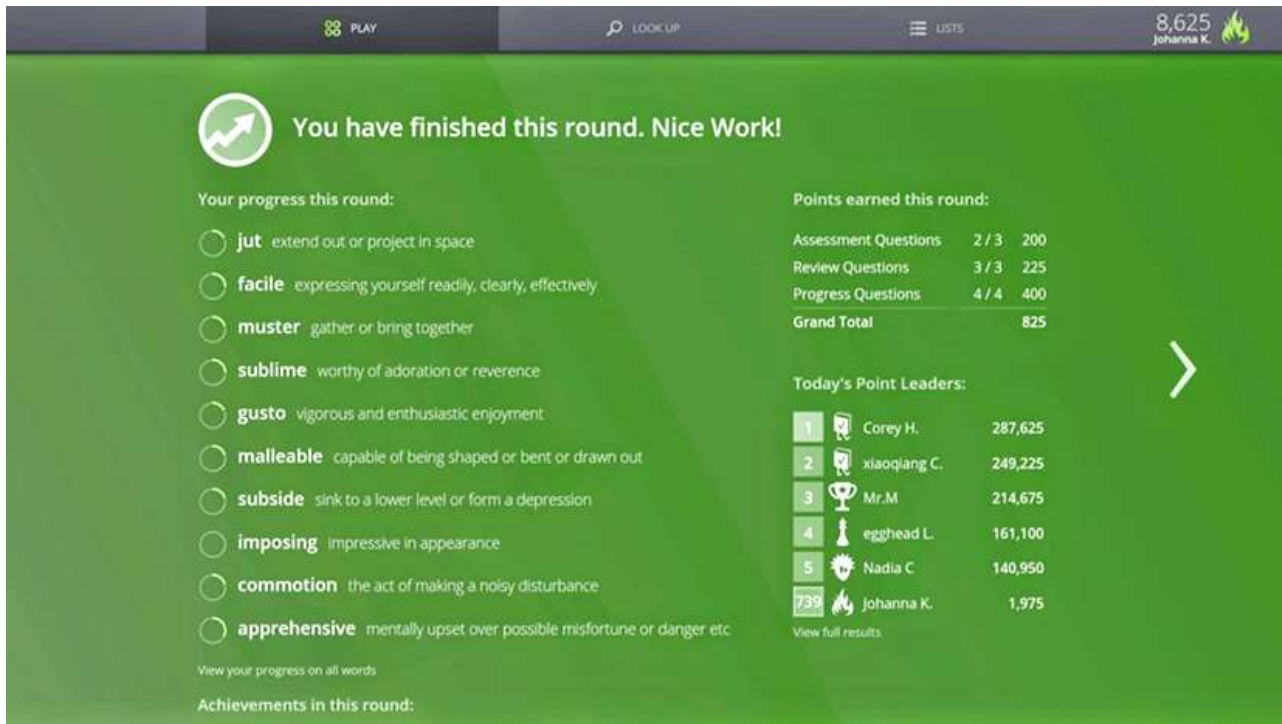 PLAY
LOOK UP
LISTS
8,625
Johanna K.
You have finished this round. Nice Work!
Your progress this round:
jut extend out or project in space
facile expressing yourself readily, clearly, effectively
muster gather or bring together
sublime worthy of adoration or reverence
gusto vigorous and enthusiastic enjoyment
malleable capable of being shaped or bent or drawn out
subside sink to a lower level or form a depression
imposing impressive in appearance
commotion the act of making a noisy disturbance
apprehensive mentally upset over possible misfortune or danger etc
View your progress on all words
Achievements in this round:
Points earned this round:
Assessment Questions 2 / 3 200
Review Questions 3 / 3 225
Progress Questions 4 / 4 400
Grand Total 825
Today's Point Leaders:
1 Corey H. 287,625
2 xiaoqiang C. 249,225
3 Mr.M 214,675
4 egghead L. 161,100
5 Nadia C 140,950
739 Johanna K. 1,975
View full results